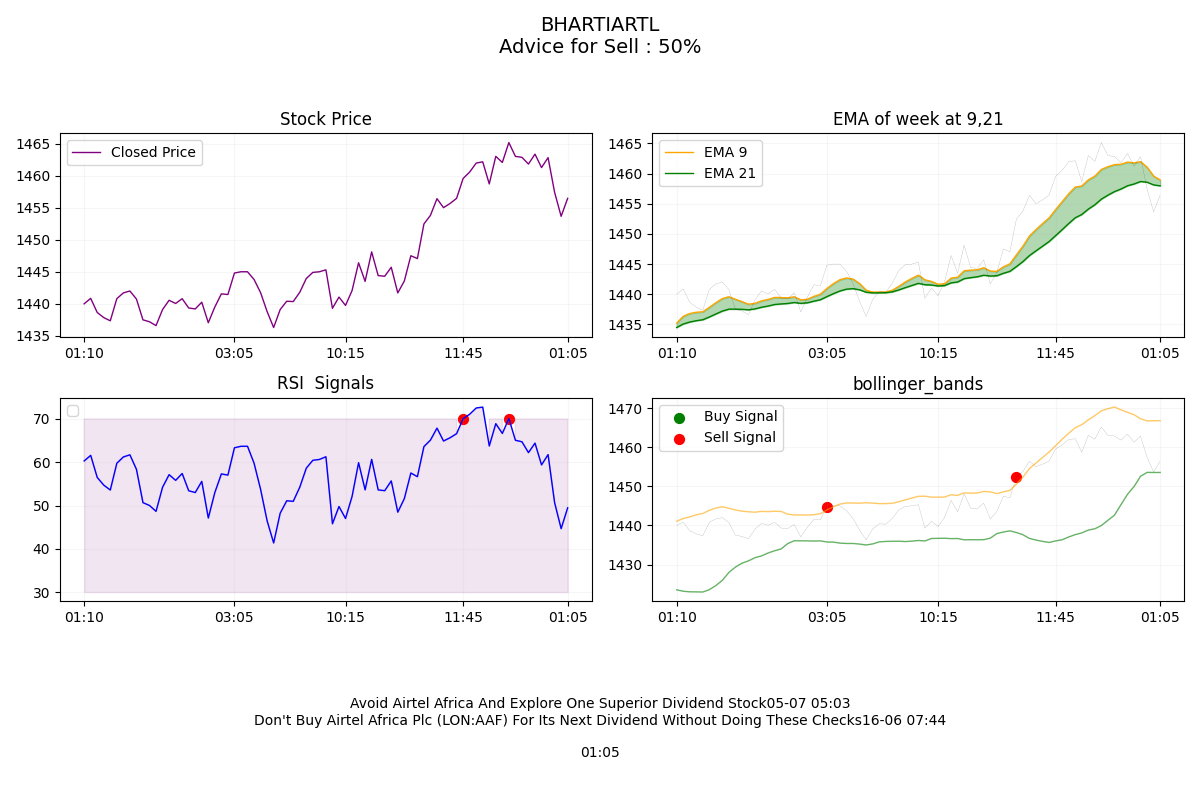 BHARTIARTL
Advice for Sell : 50%
Stock Price
1465
1460
1455
1450
1445
1440
1435
Closed Price
01:10 03:05 10:15 11:45 01:05
EMA of week at 9,21
1465
1460
1455
1450
1445
1440
1435
EMA 9
EMA 21
01:10 03:05 10:15 11:45 01:05
RSI  Signals
70
60
50
40
30
01:10 03:05 10:15 11:45 01:05
bollinger_bands
1470
1460
1450
1440
1430
Buy Signal
Sell Signal
01:10 03:05 10:15 11:45 01:05
Avoid Airtel Africa And Explore One Superior Dividend Stock05-07 05:03
Don't Buy Airtel Africa Plc (LON:AAF) For Its Next Dividend Without Doing These Checks16-06 07:44
01:05